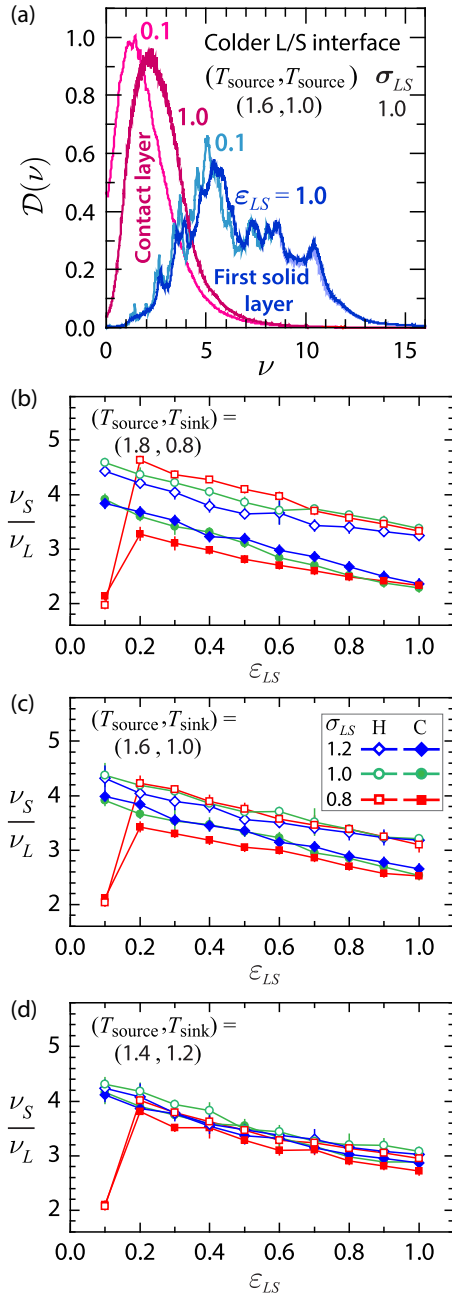 (a)
0.1
Colder L/S interface
(T_source, T_source) σ_LS
(1.6 , 1.0) 1.0
1.0
0.1
ε_LS = 1.0
Contact layer
First solid
layer
D(ν)
1.0
0.8
0.6
0.4
0.2
0.0
0 5 10 15
ν
(b)
(T_source, T_sink) =
(1.8 , 0.8)
ν_S
ν_L
5
4
3
2
0.0 0.2 0.4 0.6 0.8 1.0
ε_LS
(c)
(T_source, T_sink) =
(1.6 , 1.0)
σ_LS H C
1.2
1.0
0.8
ν_S
ν_L
5
4
3
2
0.0 0.2 0.4 0.6 0.8 1.0
ε_LS
(d)
(T_source, T_sink) =
(1.4 , 1.2)
ν_S
ν_L
5
4
3
2
0.0 0.2 0.4 0.6 0.8 1.0
ε_LS